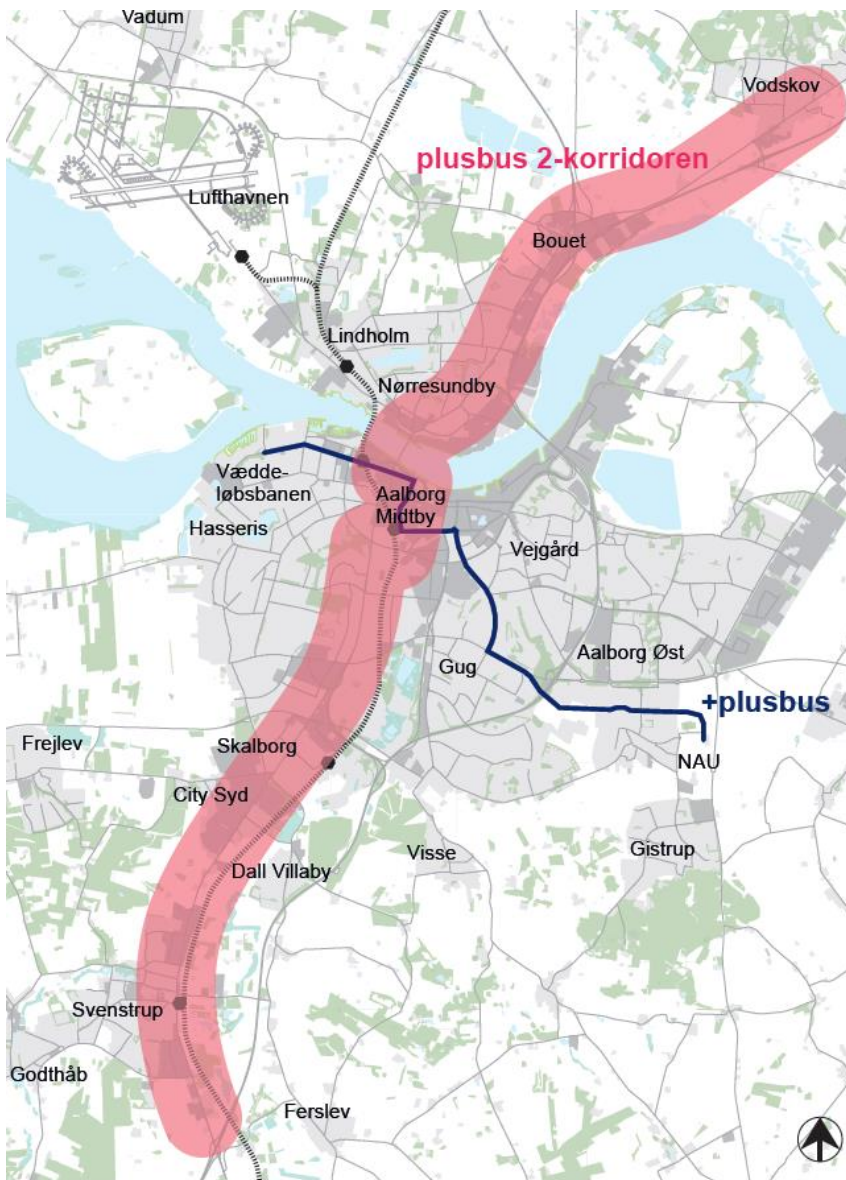 Vadum
Vodskov
plusbus 2-korridoren
Lufthavnen
Bouet
Lindholm
Nørresundby
Vædde-
løbsbanen
Aalborg
Midtby
Hasseris
Vejgård
Gug
Aalborg Øst
+plusbus
Frejlev
Skalborg
NAU
City Syd
Visse
Gistrup
Dall Villaby
Svenstrup
Godthåb
Ferslev